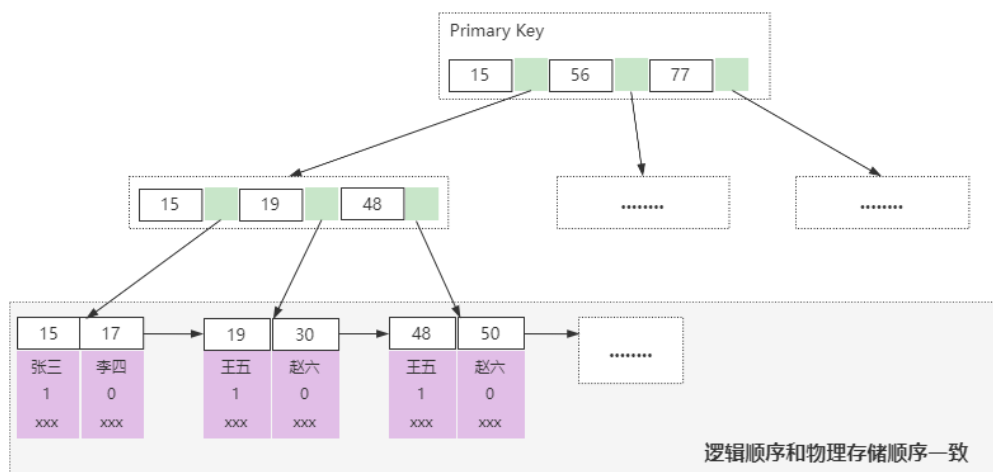 Primary Key
15 56 77
15 19 48
........ ........
15 17 19 30 48 50
张三 李四 王五 赵六 王五 赵六
1 0 1 0 1 0
xxx xxx xxx xxx xxx xxx
........
逻辑顺序和物理存储顺序一致